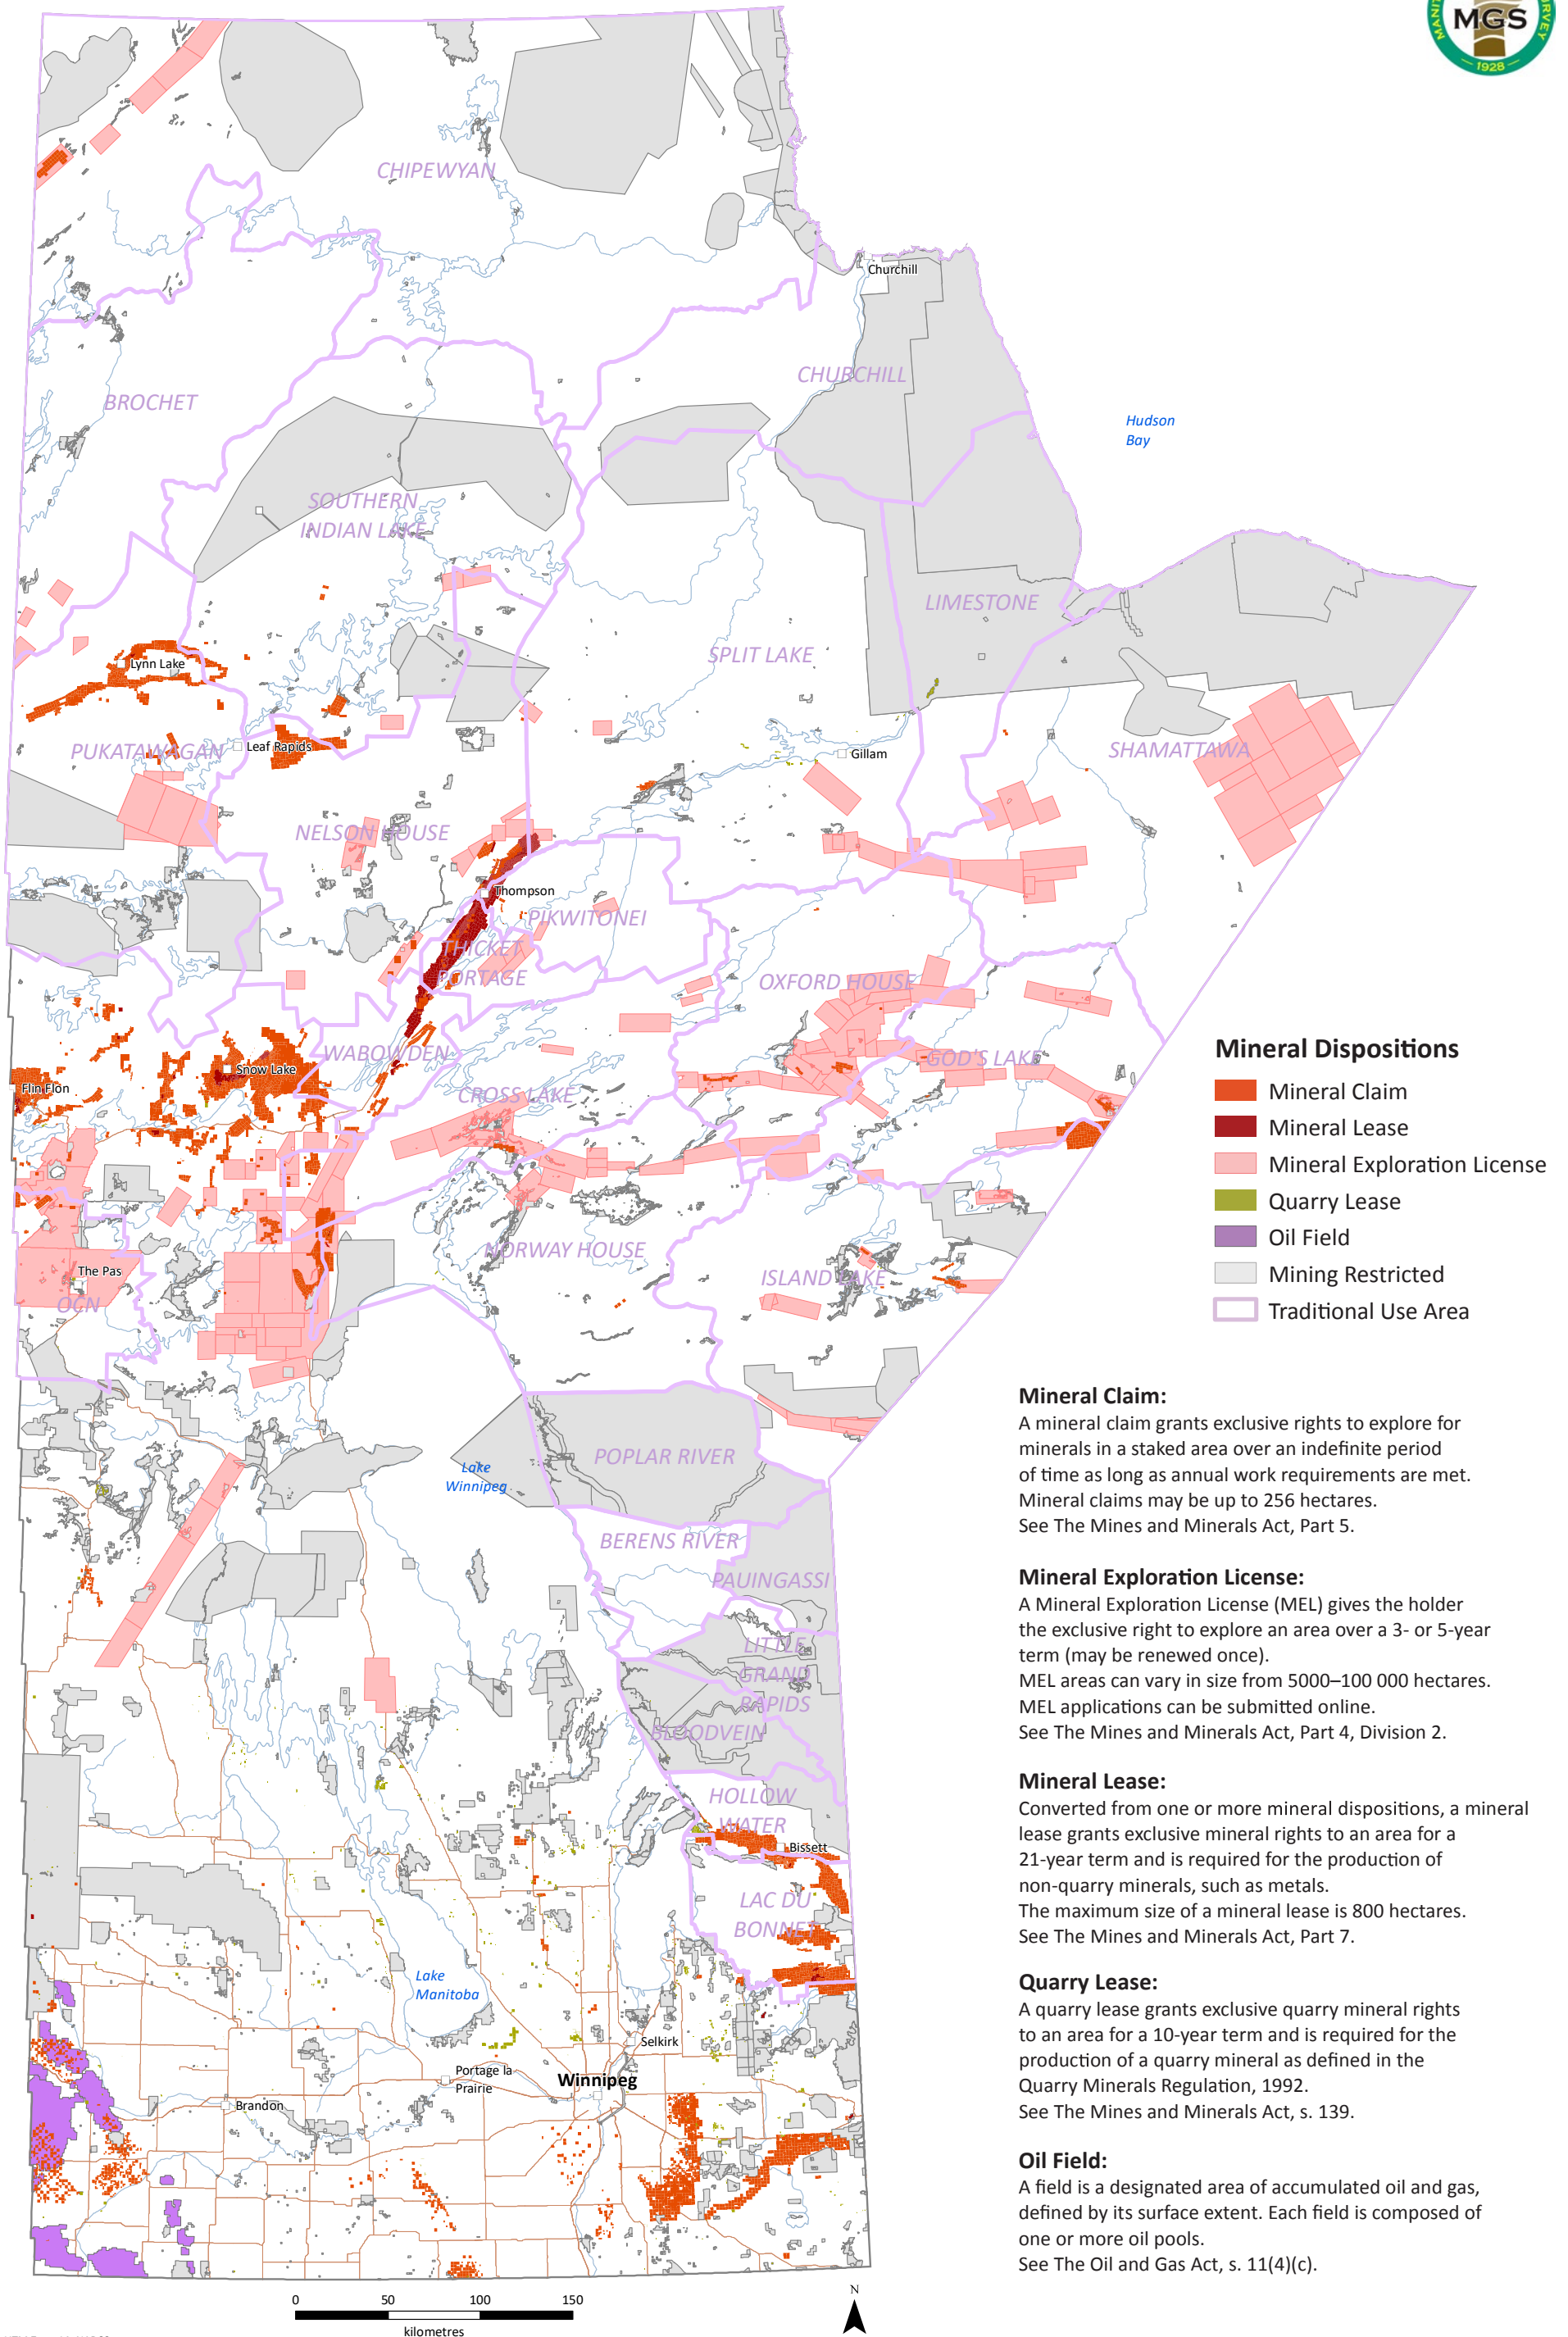 MGS
1928
CHIPEWYAN
Churchill
CHURCHILL
BROCHET
Hudson
Bay
SOUTHERN
INDIAN LAKE
LIMESTONE
SPLIT LAKE
Lynn Lake
PUKATAWAGAN
Leaf Rapids
Gillam
SHAMATTAWA
NELSON HOUSE
Thompson
PIKWITONEI
THICKET
PORTAGE
OXFORD HOUSE
WABOWDEN
GOD'S LAKE
Snow Lake
Flin Flon
CROSS LAKE
NORWAY HOUSE
The Pas
ISLAND LAKE
OCN
Mineral Dispositions
Mineral Claim
Mineral Lease
Mineral Exploration License
Quarry Lease
Oil Field
Mining Restricted
Traditional Use Area
POPLAR RIVER
Lake
Winnipeg
BERENS RIVER
PAUINGASSI
LITTLE
GRAND
RAPIDS
BLOODVEIN
HOLLOW
WATER
Bissett
LAC DU
BONNET
Lake
Manitoba
Selkirk
Portage la
Prairie
Winnipeg
Brandon
Mineral Claim:
A mineral claim grants exclusive rights to explore for
minerals in a staked area over an indefinite period
of time as long as annual work requirements are met.
Mineral claims may be up to 256 hectares.
See The Mines and Minerals Act, Part 5.
Mineral Exploration License:
A Mineral Exploration License (MEL) gives the holder
the exclusive right to explore an area over a 3- or 5-year
term (may be renewed once).
MEL areas can vary in size from 5000–100 000 hectares.
MEL applications can be submitted online.
See The Mines and Minerals Act, Part 4, Division 2.
Mineral Lease:
Converted from one or more mineral dispositions, a mineral
lease grants exclusive mineral rights to an area for a
21-year term and is required for the production of
non-quarry minerals, such as metals.
The maximum size of a mineral lease is 800 hectares.
See The Mines and Minerals Act, Part 7.
Quarry Lease:
A quarry lease grants exclusive quarry mineral rights
to an area for a 10-year term and is required for the
production of a quarry mineral as defined in the
Quarry Minerals Regulation, 1992.
See The Mines and Minerals Act, s. 139.
Oil Field:
A field is a designated area of accumulated oil and gas,
defined by its surface extent. Each field is composed of
one or more oil pools.
See The Oil and Gas Act, s. 11(4)(c).
0 50 100 150
kilometres
N